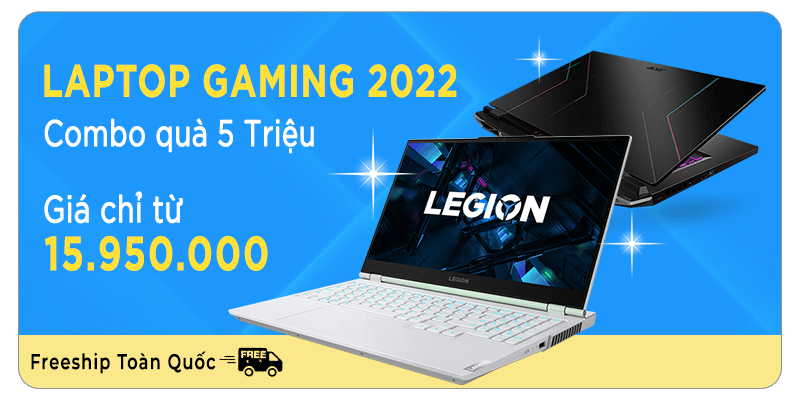 LAPTOP GAMING 2022
Combo quà 5 Triệu
Giá chỉ từ
15.950.000
LEGION
LEGION
acer
Freeship Toàn Quốc
FREE